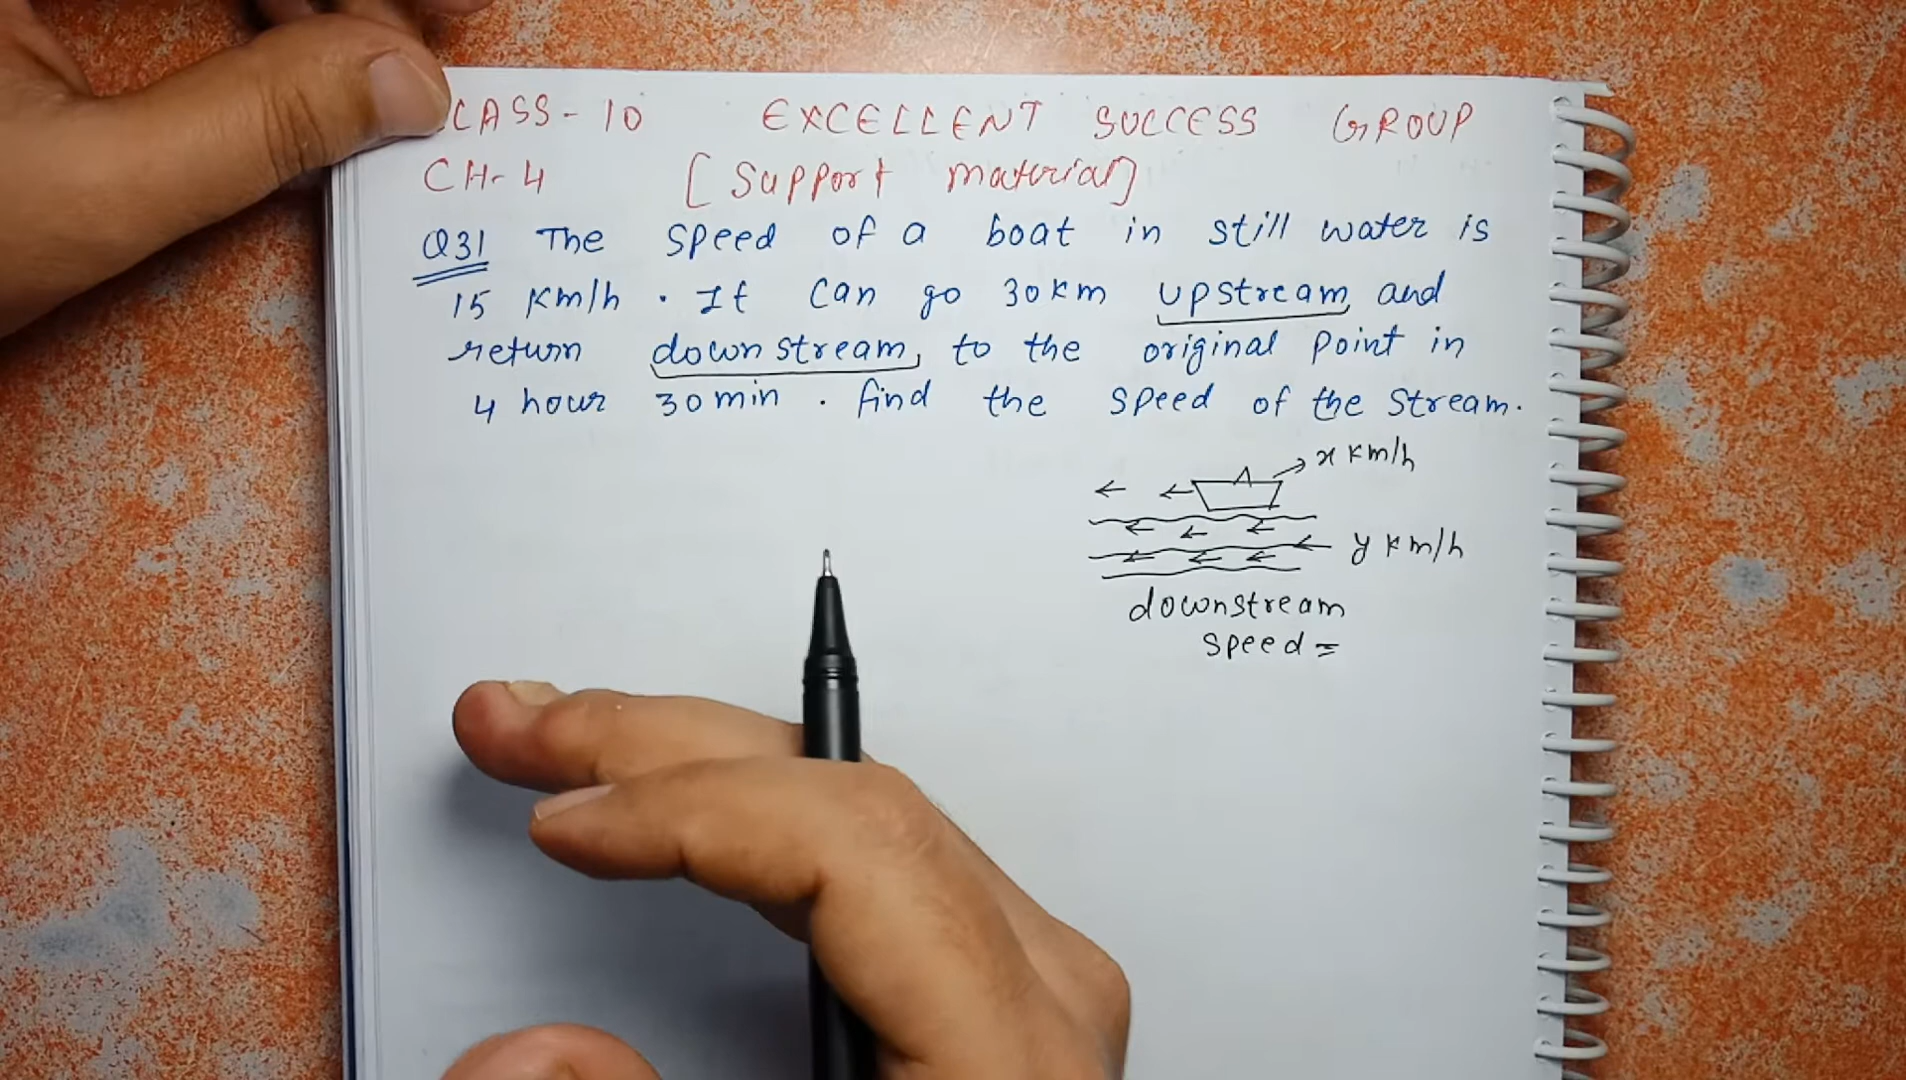 CLASS-10 EXCELLENT SUCCESS GROUP
CH-4 [Support material]
Q31 The speed of a boat in still water is
15 Km/h . It can go 30km upstream and
return downstream, to the original point in
4 hour 30 min . find the speed of the stream.
x Km/h
y Km/h
downstream
speed =